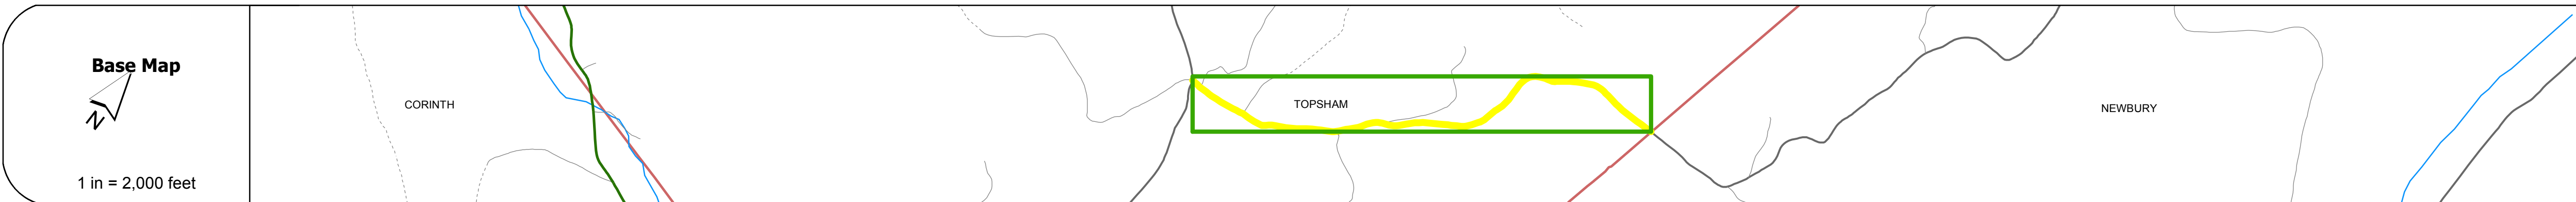 Base Map
N
1 in = 2,000 feet
CORINTH
TOPSHAM
NEWBURY